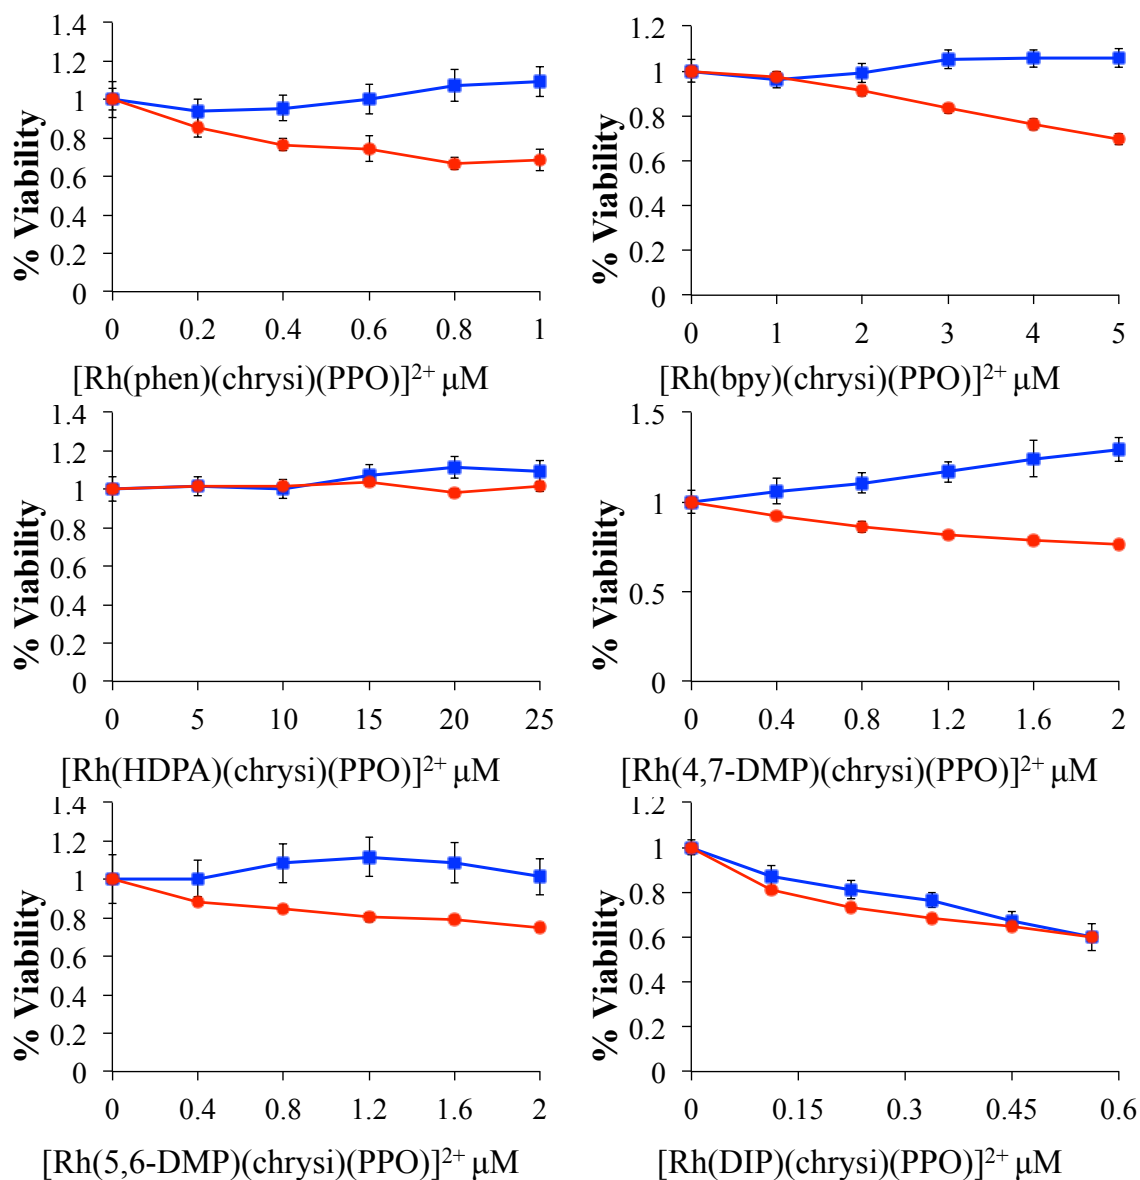 % Viability
1.4
1.2
1
0.8
0.6
0.4
0.2
0
0 0.2 0.4 0.6 0.8 1
[Rh(phen)(chrysi)(PPO)]²⁺ μM
% Viability
1.2
1
0.8
0.6
0.4
0.2
0
0 1 2 3 4 5
[Rh(bpy)(chrysi)(PPO)]²⁺ μM
% Viability
1.4
1.2
1
0.8
0.6
0.4
0.2
0
0 5 10 15 20 25
[Rh(HDPA)(chrysi)(PPO)]²⁺ μM
% Viability
1.5
1
0.5
0
0 0.4 0.8 1.2 1.6 2
[Rh(4,7-DMP)(chrysi)(PPO)]²⁺ μM
% Viability
1.4
1.2
1
0.8
0.6
0.4
0.2
0
0 0.4 0.8 1.2 1.6 2
[Rh(5,6-DMP)(chrysi)(PPO)]²⁺ μM
% Viability
1.2
1
0.8
0.6
0.4
0.2
0
0 0.15 0.3 0.45 0.6
[Rh(DIP)(chrysi)(PPO)]²⁺ μM